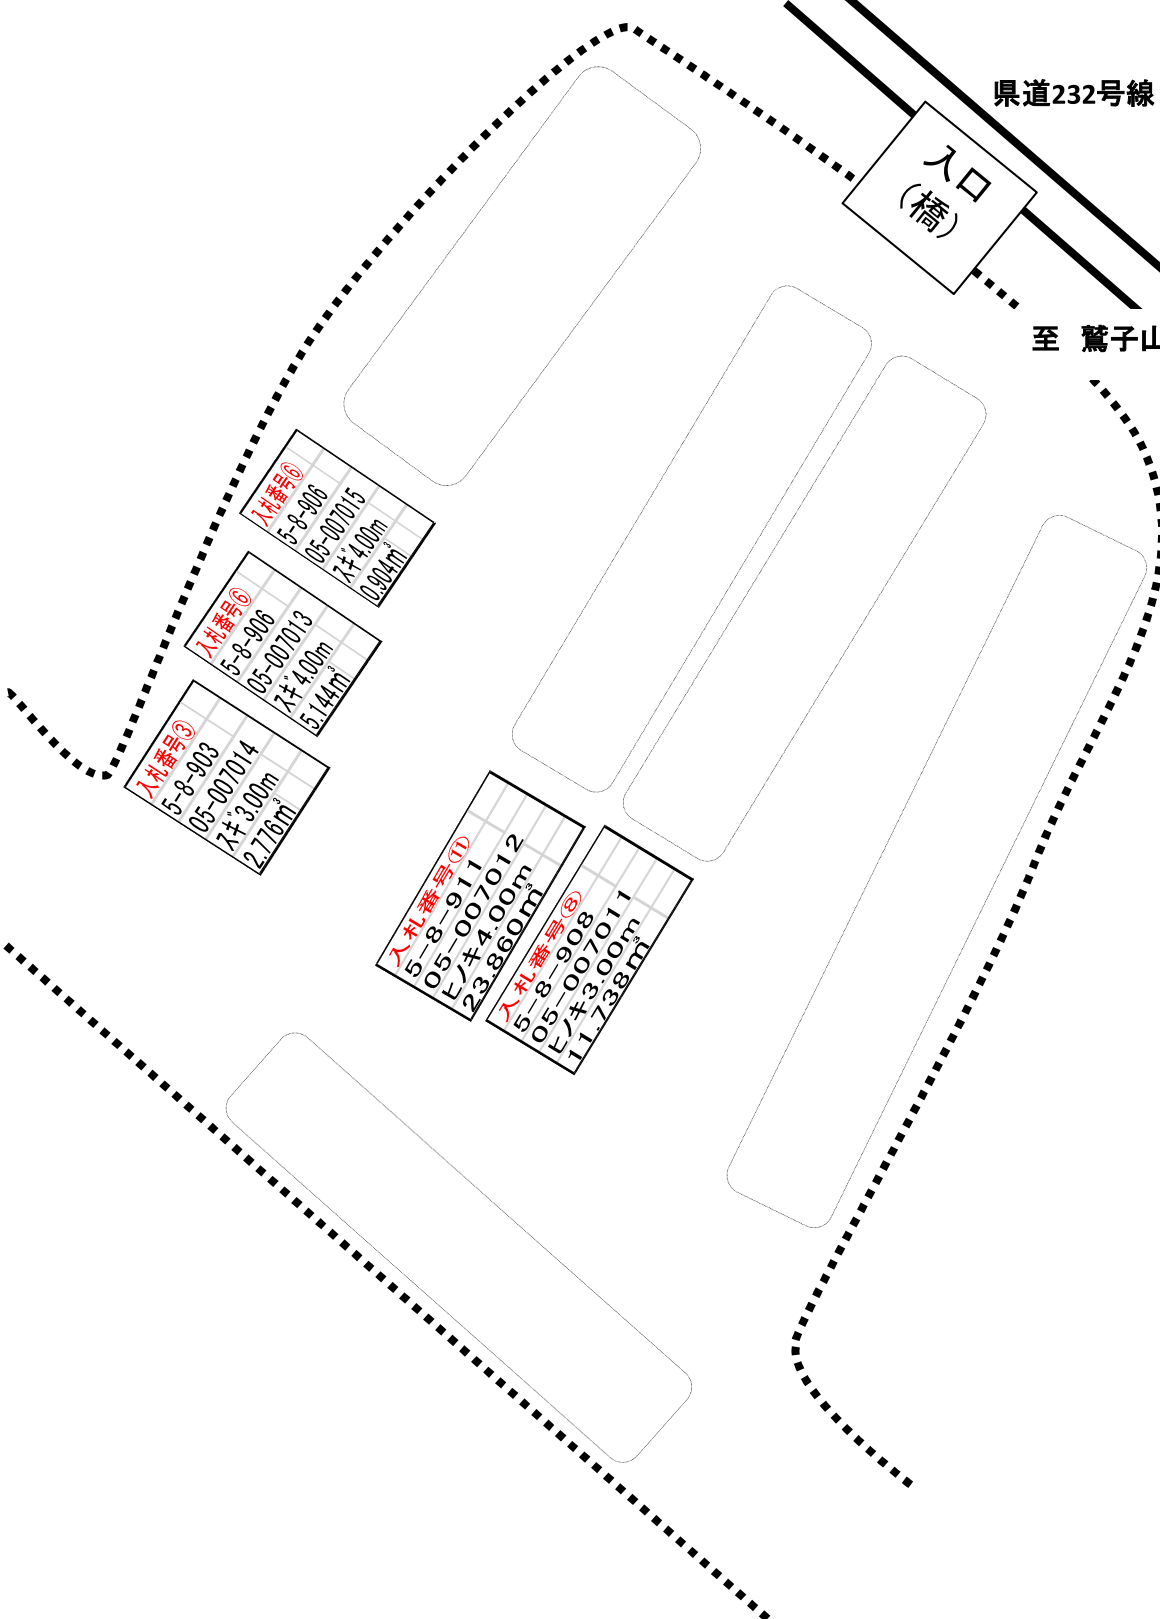 県道232号線
入口
（橋）
至 鷲子山
入札番号⑥
5-8-906
05-007015
スギ4.00m
0.904㎥
入札番号⑥
5-8-906
05-007013
スギ4.00m
5.144㎥
入札番号③
5-8-903
05-007014
スギ3.00m
2.776㎥
入札番号⑪
5-8-911
05-007012
ヒノキ4.00m
23.860㎥
入札番号⑧
5-8-908
05-007011
ヒノキ3.00m
11.738㎥